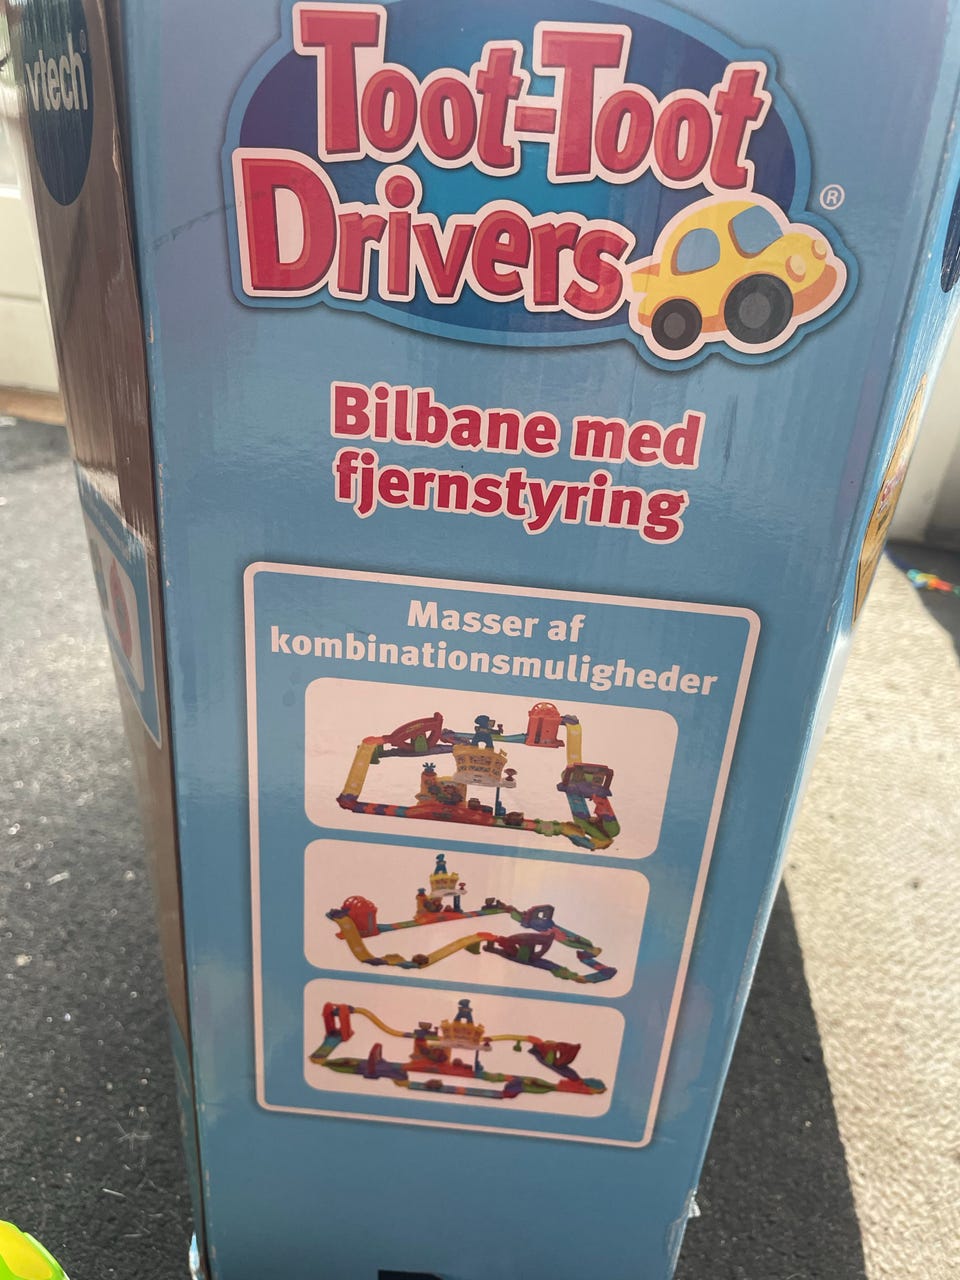 vtech®
Toot-Toot
Drivers®
Bilbane med
fjernstyring
Masser af
kombinationsmuligheder